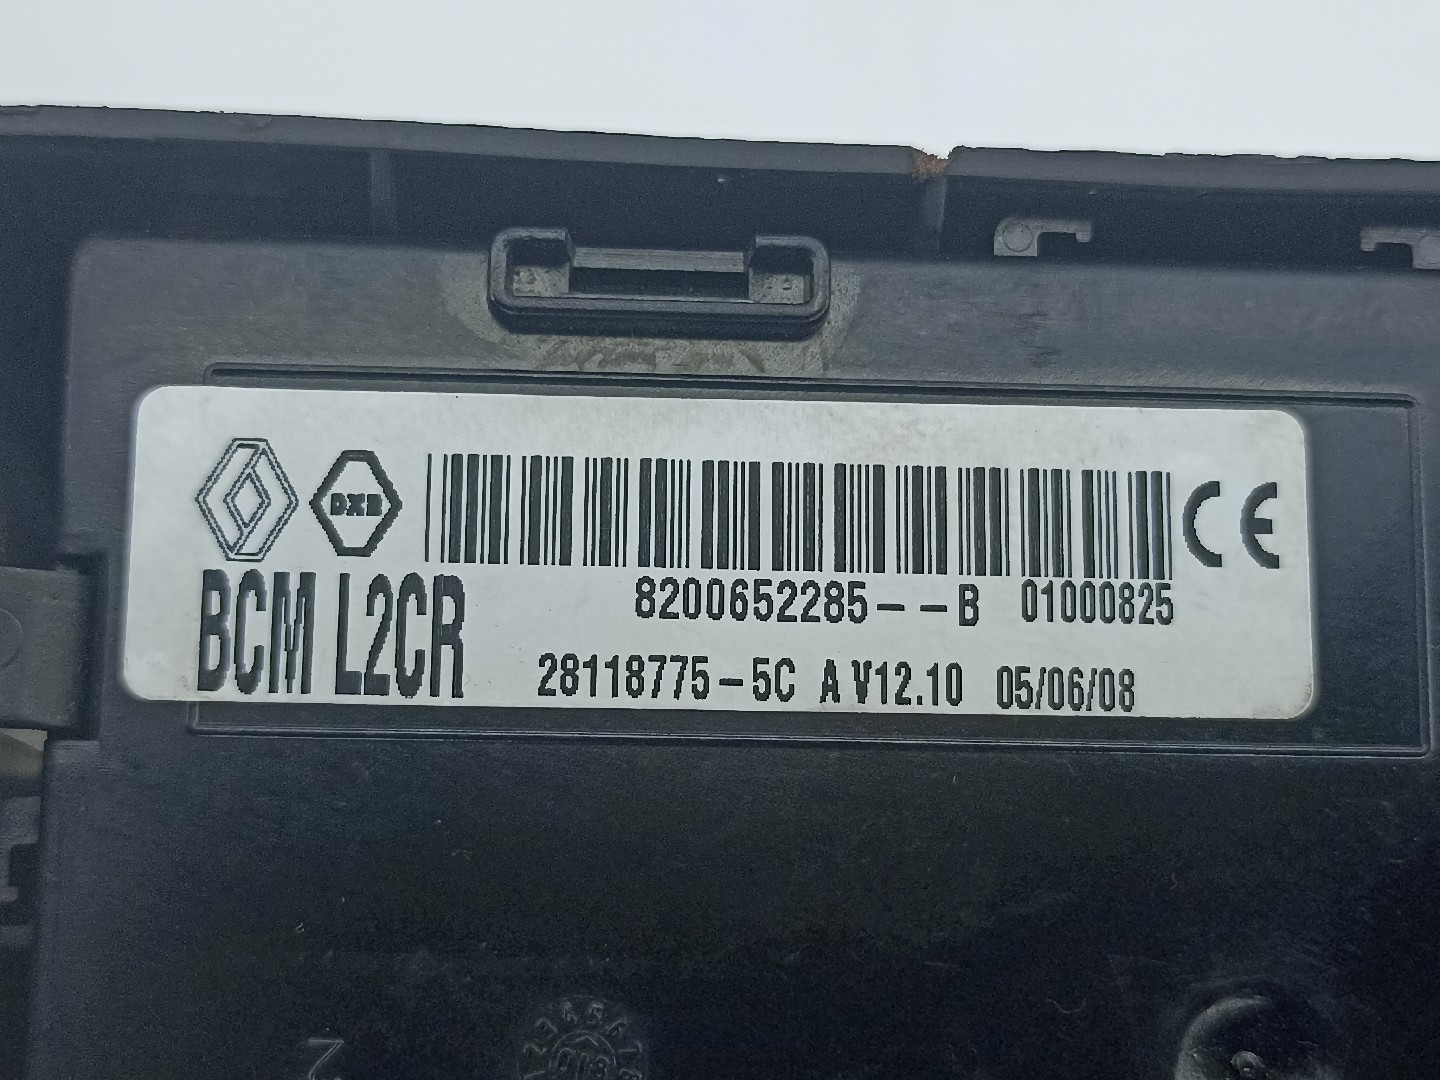 DXB
8200652285--B 01000825
BCM L2CR
28118775-5C A V12.10 05/06/08